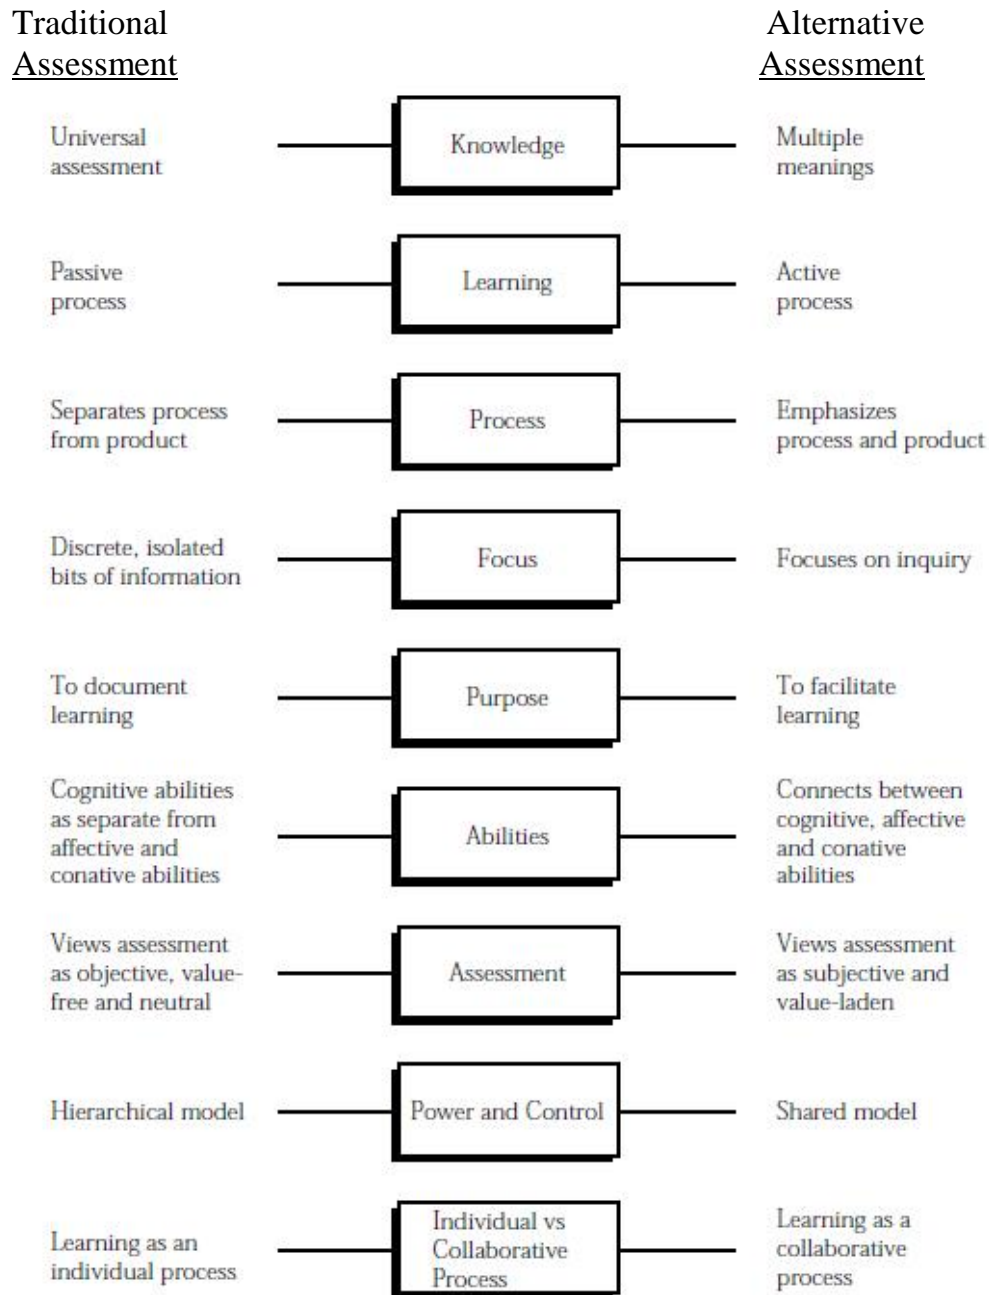 Traditional
Assessment
Alternative
Assessment
Universal
assessment
Knowledge
Multiple
meanings
Passive
process
Learning
Active
process
Separates process
from product
Process
Emphasizes
process and product
Discrete, isolated
bits of information
Focus
Focuses on inquiry
To document
learning
Purpose
To facilitate
learning
Cognitive abilities
as separate from
affective and
conative abilities
Abilities
Connects between
cognitive, affective
and conative
abilities
Views assessment
as objective, value-
free and neutral
Assessment
Views assessment
as subjective and
value-laden
Hierarchical model
Power and Control
Shared model
Learning as an
individual process
Individual vs
Collaborative
Process
Learning as a
collaborative
process